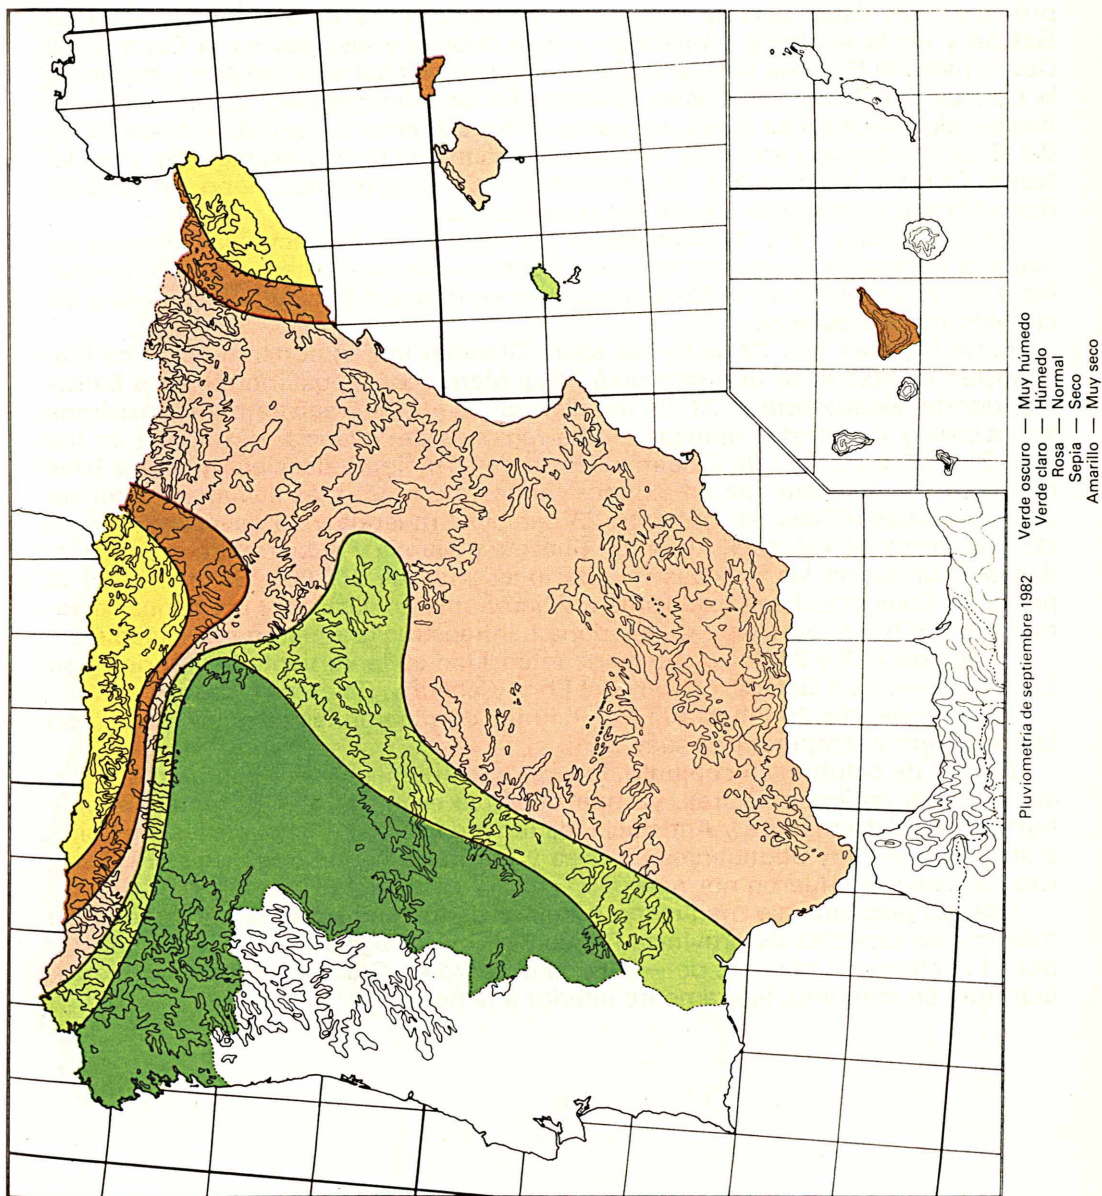 Pluviometría de septiembre 1982
Verde oscuro — Muy húmedo
Verde claro — Húmedo
Rosa — Normal
Sepia — Seco
Amarillo — Muy seco